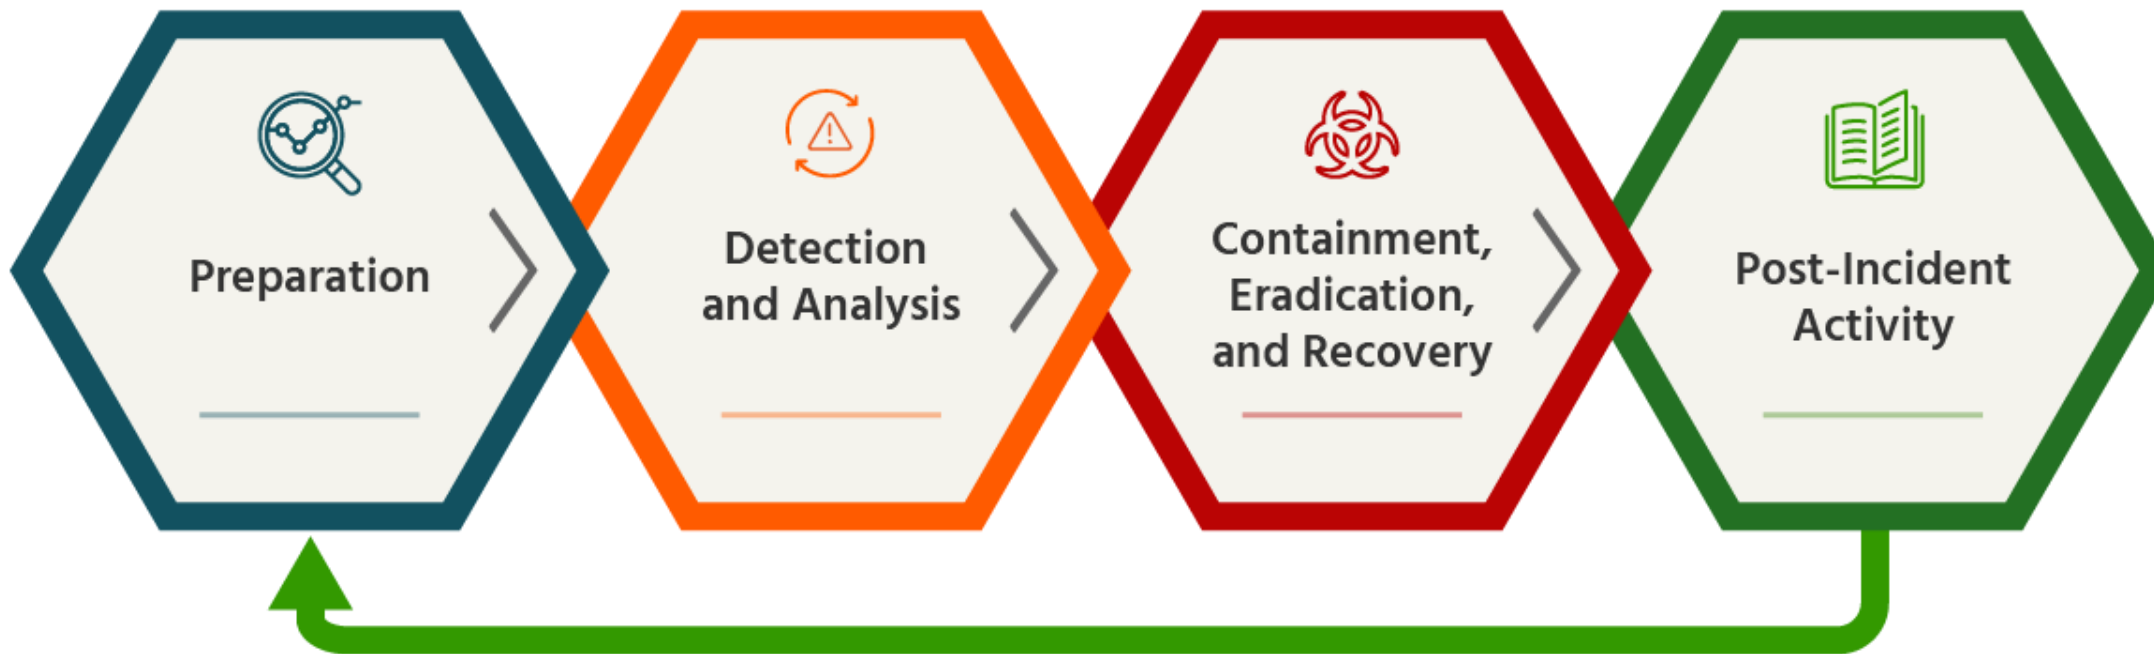 Preparation
Detection
and Analysis
Containment,
Eradication,
and Recovery
Post-Incident
Activity